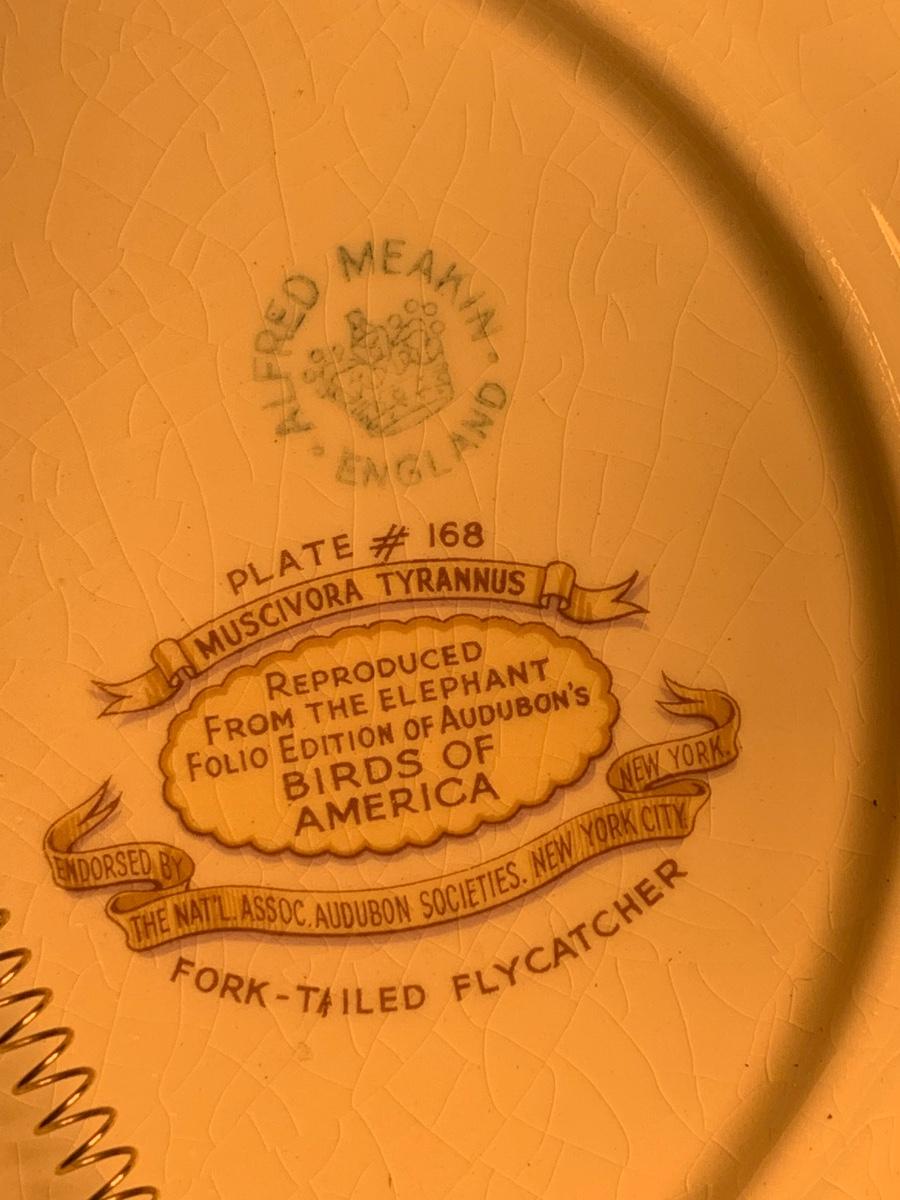 ALFRED MEAKIN
ENGLAND
PLATE # 168
MUSCIVORA TYRANNUS
REPRODUCED
FROM THE ELEPHANT
FOLIO EDITION OF AUDUBON'S
BIRDS OF
AMERICA
ENDORSED BY
THE NAT'L. ASSOC. AUDUBON SOCIETIES. NEW YORK CITY,
NEW YORK.
FORK-TAILED FLYCATCHER